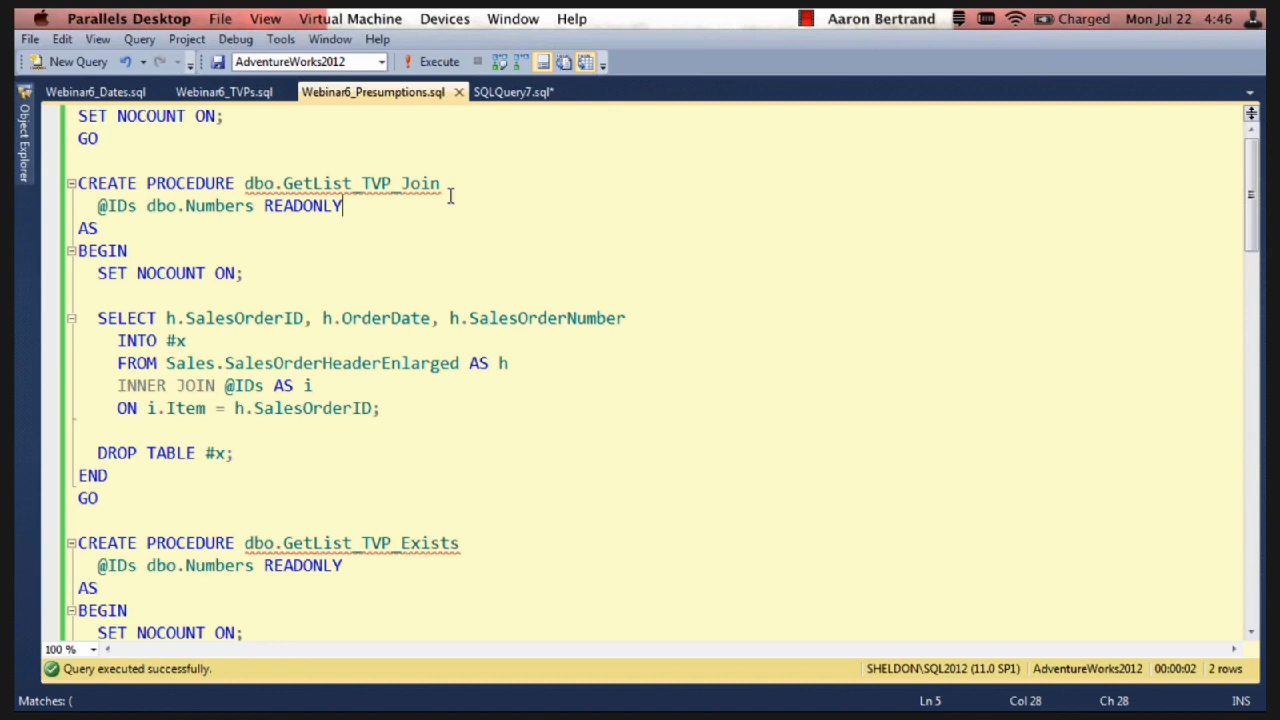 Parallels Desktop File View Virtual Machine Devices Window Help Aaron Bertrand Charged Mon Jul 22 4:46
File Edit View Query Project Debug Tools Window Help
New Query AdventureWorks2012 Execute
Webinar6_Dates.sql Webinar6_TVPs.sql Webinar6_Presumptions.sql SQLQuery7.sql*
Object Explorer
SET NOCOUNT ON;
GO
CREATE PROCEDURE dbo.GetList_TVP_Join
@IDs dbo.Numbers READONLY
AS
BEGIN
SET NOCOUNT ON;
SELECT h.SalesOrderID, h.OrderDate, h.SalesOrderNumber
INTO #x
FROM Sales.SalesOrderHeaderEnlarged AS h
INNER JOIN @IDs AS i
ON i.Item = h.SalesOrderID;
DROP TABLE #x;
END
GO
CREATE PROCEDURE dbo.GetList_TVP_Exists
@IDs dbo.Numbers READONLY
AS
BEGIN
SET NOCOUNT ON;
100 %
Query executed successfully. SHELDON\SQL2012 (11.0 SP1) AdventureWorks2012 00:00:02 2 rows
Matches: ( Ln 5 Col 28 Ch 28 INS